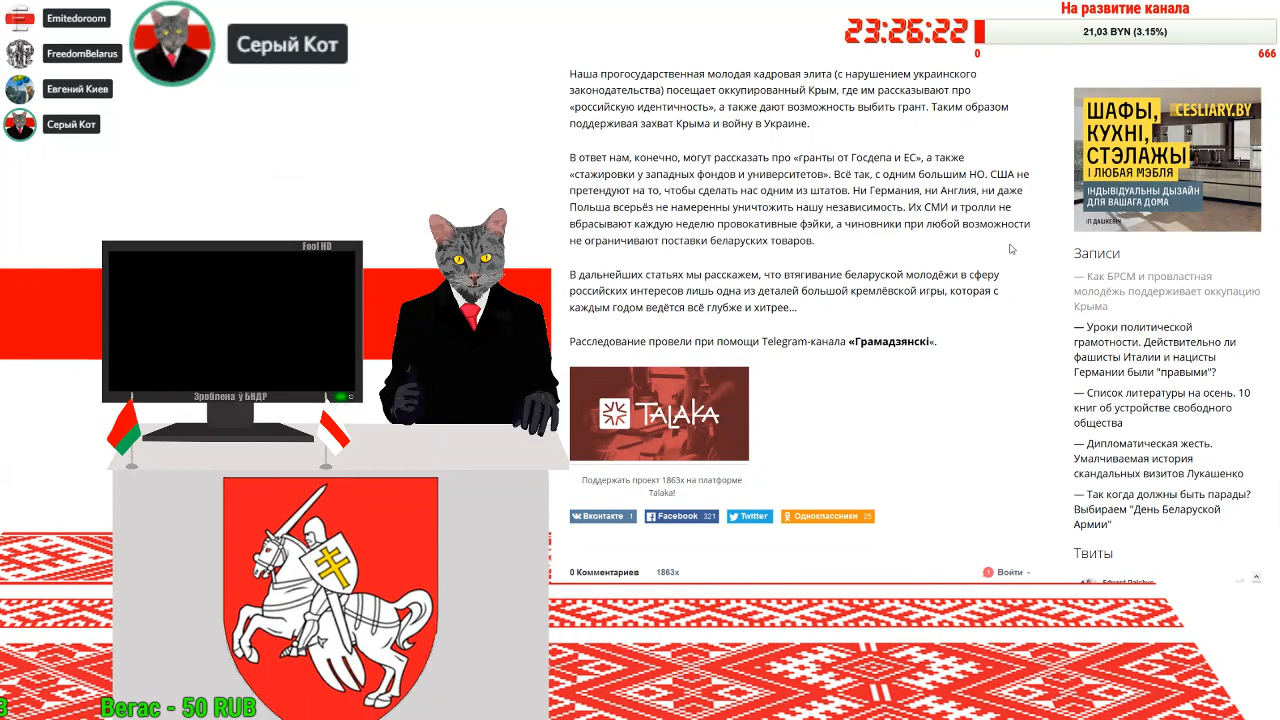 Emitedoroom
FreedomBelarus
Евгений Киев
Серый Кот
Серый Кот
23:26:22
На развитие канала
21,03 BYN (3.15%)
0
666
Наша прогосударственная молодая кадровая элита (с нарушением украинского
законодательства) посещает оккупированный Крым, где им рассказывают про
«российскую идентичность», а также дают возможность выбить грант. Таким образом
поддерживая захват Крыма и войну в Украине.
В ответ нам, конечно, могут рассказать про «гранты от Госдепа и ЕС», а также
«стажировки у западных фондов и университетов». Всё так, с одним большим НО. США не
претендуют на то, чтобы сделать нас одним из штатов. Ни Германия, ни Англия, ни даже
Польша всерьёз не намеренны уничтожить нашу независимость. Их СМИ и тролли не
вбрасывают каждую неделю провокативные фэйки, а чиновники при любой возможности
не ограничивают поставки беларуских товаров.
В дальнейших статьях мы расскажем, что втягивание беларуской молодёжи в сферу
российских интересов лишь одна из деталей большой кремлёвской игры, которая с
каждым годом ведётся всё глубже и хитрее...
Расследование провели при помощи Telegram-канала «Грамадзянскі«.
TALAKA
Поддержать проект 1863x на платформе
Talaka!
Вконтакте 1
Facebook 321
Twitter
Одноклассники 25
0 Комментариев
1863x
1
Войти
ШАФЫ,
КУХНІ,
СТЭЛАЖЫ
І ЛЮБАЯ МЭБЛЯ
CESLIARY.BY
ІНДЫВІДУАЛЬНЫ ДЫЗАЙН
ДЛЯ ВАШАГА ДОМА
ІП ДАШКЕВІЧ
Записи
— Как БРСМ и провластная
молодёжь поддерживает оккупацию
Крыма
— Уроки политической
грамотности. Действительно ли
фашисты Италии и нацисты
Германии были "правыми"?
— Список литературы на осень. 10
книг об устройстве свободного
общества
— Дипломатическая жесть.
Умалчиваемая история
скандальных визитов Лукашенко
— Так когда должны быть парады?
Выбираем "День Беларуской
Армии"
Твиты
Fool HD
Зроблена ў БНДР
Вегас - 50 RUB